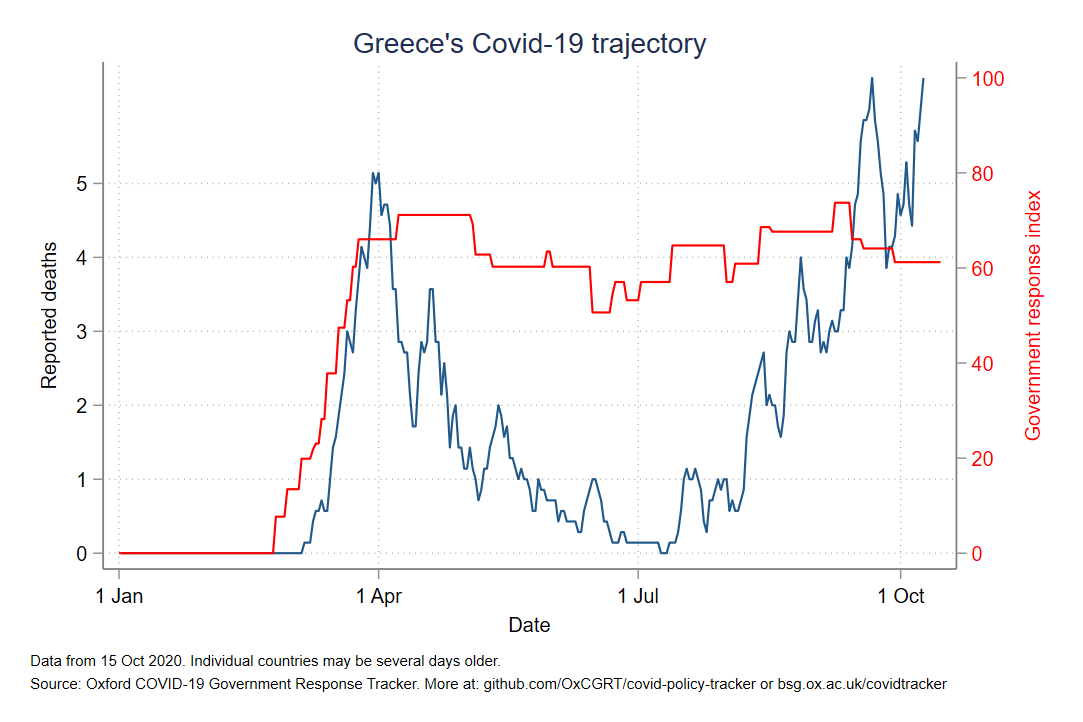 Greece's Covid-19 trajectory
100
80
60
40
20
0
5
4
3
2
1
0
Reported deaths
Government response index
1 Jan
1 Apr
1 Jul
1 Oct
Date
Data from 15 Oct 2020. Individual countries may be several days older.
Source: Oxford COVID-19 Government Response Tracker. More at: github.com/OxCGRT/covid-policy-tracker or bsg.ox.ac.uk/covidtracker